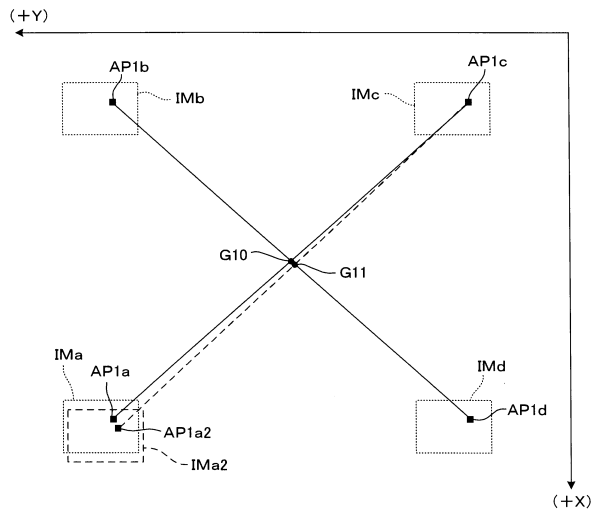 (+Y)
AP1b
AP1c
IMb
IMc
G10
G11
IMa
IMd
AP1a
AP1d
AP1a2
IMa2
(+X)